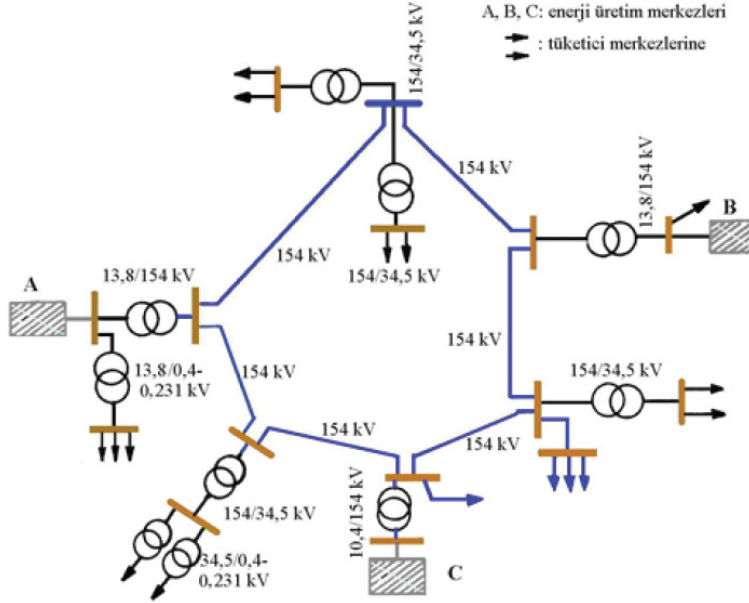 A, B, C: enerji üretim merkezleri
: tüketici merkezlerine
154/34,5 kV
154 kV
13,8/154 kV
B
154 kV
154/34,5 kV
13,8/154 kV
A
154 kV
154/34,5 kV
13,8/0,4-
0,231 kV
154 kV
154 kV
154 kV
154 kV
154/34,5 kV
10,4/154 kV
34,5/0,4-
0,231 kV
C